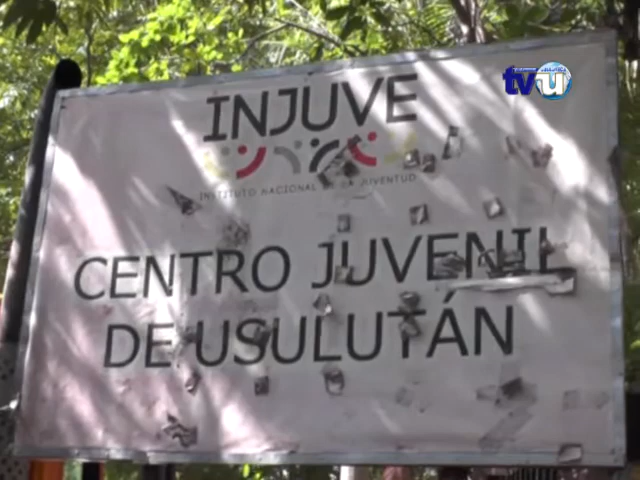 tvu
INJUVE
INSTITUTO NACIONAL DE LA JUVENTUD
CENTRO JUVENIL
DE USULUTÁN